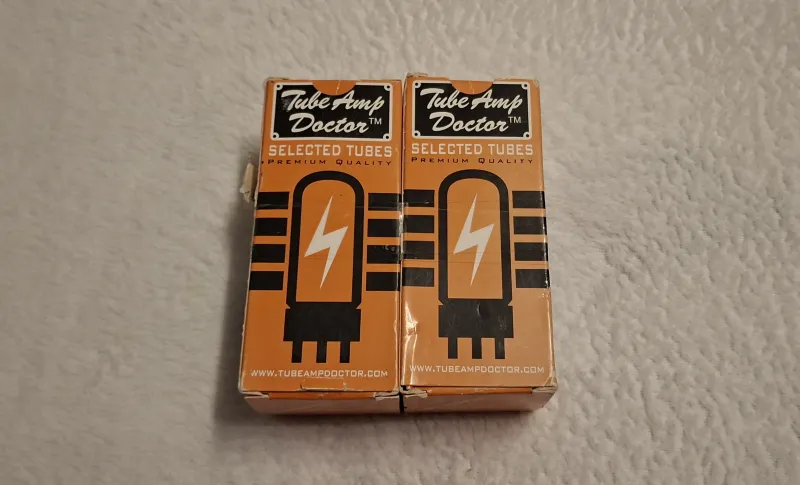 Tube Amp
Doctor™
SELECTED TUBES
PREMIUM QUALITY
WWW.TUBEAMPDOCTOR.COM
Tube Amp
Doctor™
SELECTED TUBES
PREMIUM QUALITY
WWW.TUBEAMPDOCTOR.COM